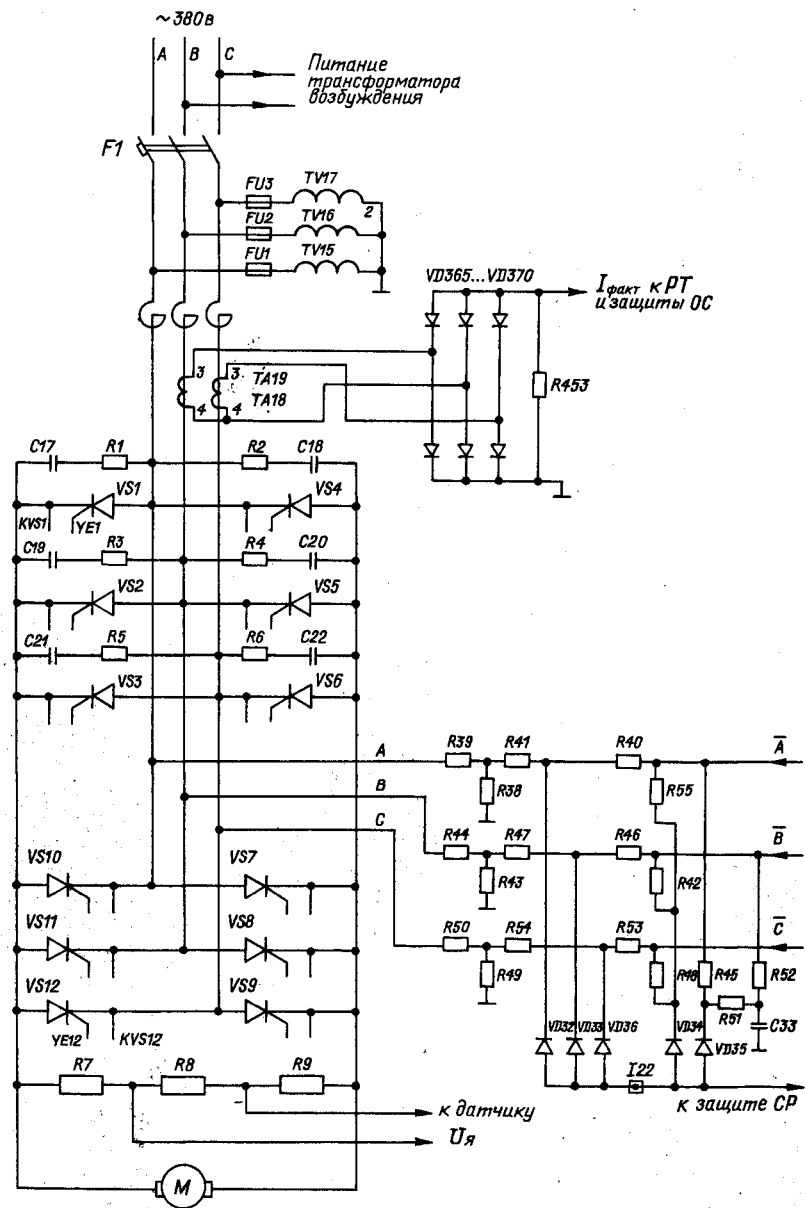 ~380в
A B C
Питание
трансформатора
возбуждения
F1
FU3 TV17
2
FU2 TV16
FU1 TV15
VD365...VD370
Iфакт к РТ
и защиты ОС
3 3 TA19
4 4 TA18
R453
C17 R1 R2 C18
VS1 VS4
KVS1 YE1
C19 R3 R4 C20
VS2 VS5
C21 R5 R6 C22
VS3 VS6
A R39 R41 R40 A̅
R38 R55
B R44 R47 R46 B̅
R43 R42
C R50 R54 R53 C̅
R49 R48 R45 R52
R51
C33
VS10 VS7
VS11 VS8
VS12 VS9
YE12 KVS12
VD32 VD33 VD36 VD34 VD35
I22
к защите СР
R7 R8 R9
к датчику
Uя
M